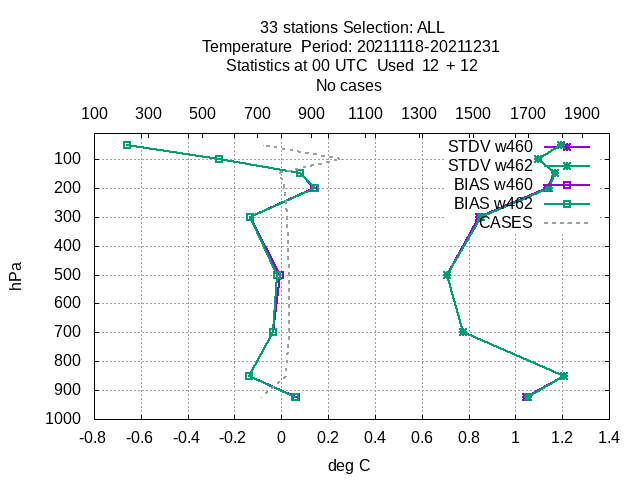 33 stations Selection: ALL
Temperature  Period: 20211118-20211231
Statistics at 00 UTC  Used  12 + 12
No cases
100 300 500 700 900 1100 1300 1500 1700 1900
STDV w460
STDV w462
BIAS w460
BIAS w462
CASES
hPa
100
200
300
400
500
600
700
800
900
1000
-0.8 -0.6 -0.4 -0.2 0 0.2 0.4 0.6 0.8 1 1.2 1.4
deg C